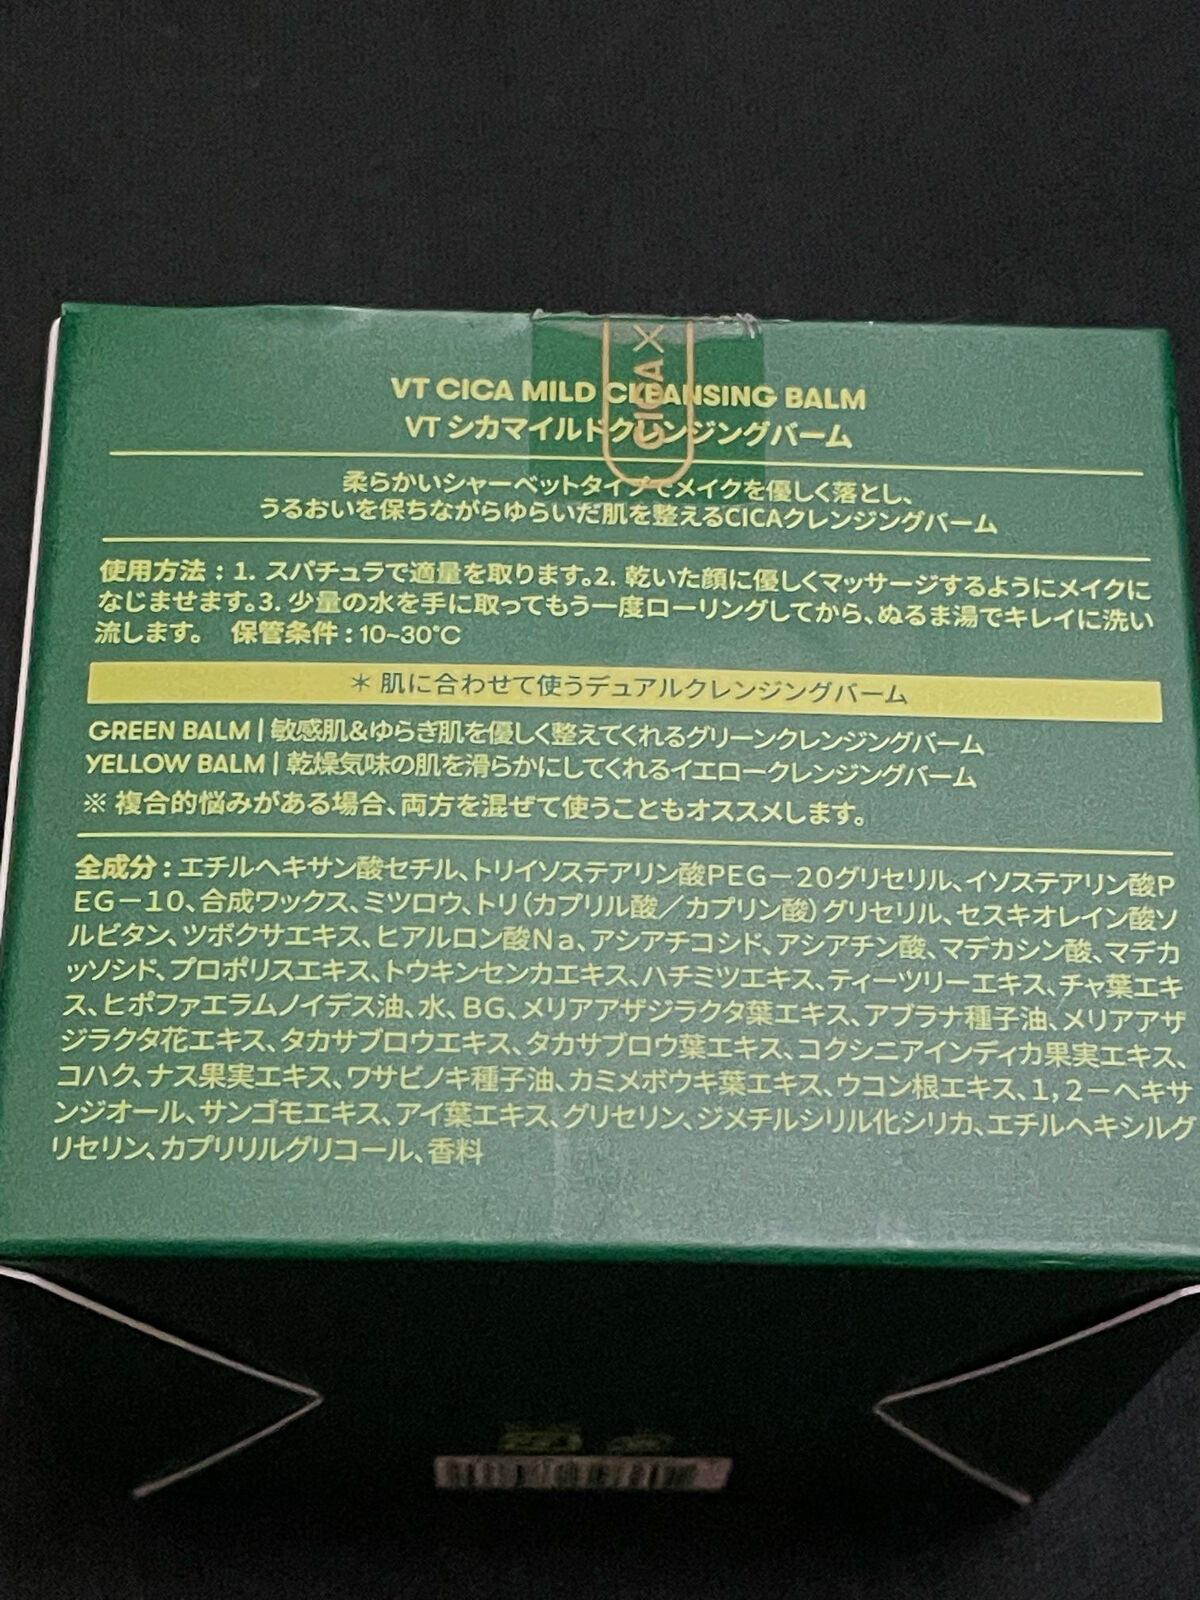 CICA X
VT CICA MILD CLEANSING BALM
VT シカマイルドクレンジングバーム
柔らかいシャーベットタイプでメイクを優しく落とし、
うるおいを保ちながらゆらいだ肌を整えるCICAクレンジングバーム
使用方法 : 1. スパチュラで適量を取ります。2. 乾いた顔に優しくマッサージするようにメイクに
なじませます。3. 少量の水を手に取ってもう一度ローリングしてから、ぬるま湯でキレイに洗い
流します。 保管条件 : 10~30°C
＊ 肌に合わせて使うデュアルクレンジングバーム
GREEN BALM | 敏感肌&ゆらぎ肌を優しく整えてくれるグリーンクレンジングバーム
YELLOW BALM | 乾燥気味の肌を滑らかにしてくれるイエロークレンジングバーム
※ 複合的悩みがある場合、両方を混ぜて使うこともオススメします。
全成分 : エチルヘキサン酸セチル、トリイソステアリン酸PEG－20グリセリル、イソステアリン酸P
EG－10、合成ワックス、ミツロウ、トリ（カプリル酸／カプリン酸）グリセリル、セスキオレイン酸ソ
ルビタン、ツボクサエキス、ヒアルロン酸Na、アシアチコシド、アシアチン酸、マデカシン酸、マデカ
ッソシド、プロポリスエキス、トウキンセンカエキス、ハチミツエキス、ティーツリーエキス、チャ葉エキ
ス、ヒポファエラムノイデス油、水、BG、メリアアザジラクタ葉エキス、アブラナ種子油、メリアアザ
ジラクタ花エキス、タカサブロウエキス、タカサブロウ葉エキス、コクシニアインディカ果実エキス、
コハク、ナス果実エキス、ワサビノキ種子油、カミメボウキ葉エキス、ウコン根エキス、1，2－ヘキサ
ンジオール、サンゴモエキス、アイ葉エキス、グリセリン、ジメチルシリル化シリカ、エチルヘキシルグ
リセリン、カプリリルグリコール、香料